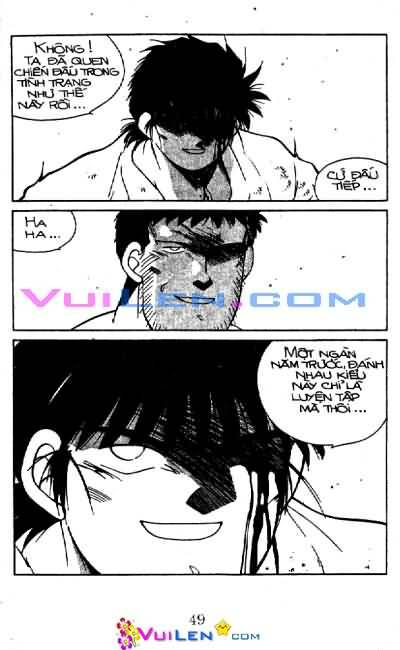 KHÔNG!
TA ĐÃ QUEN
CHIẾN ĐẤU TRONG
TÌNH TRẠNG
NHƯ THẾ
NÀY RỒI...
CỨ ĐẤU
TIẾP...
HA
HA...
VUILEN.COM
MỘT NGÀN
NĂM TRƯỚC, ĐÁNH
NHAU KIỂU
NÀY CHỈ LÀ
LUYỆN TẬP
MÀ THÔI...
49
VUILEN.COM